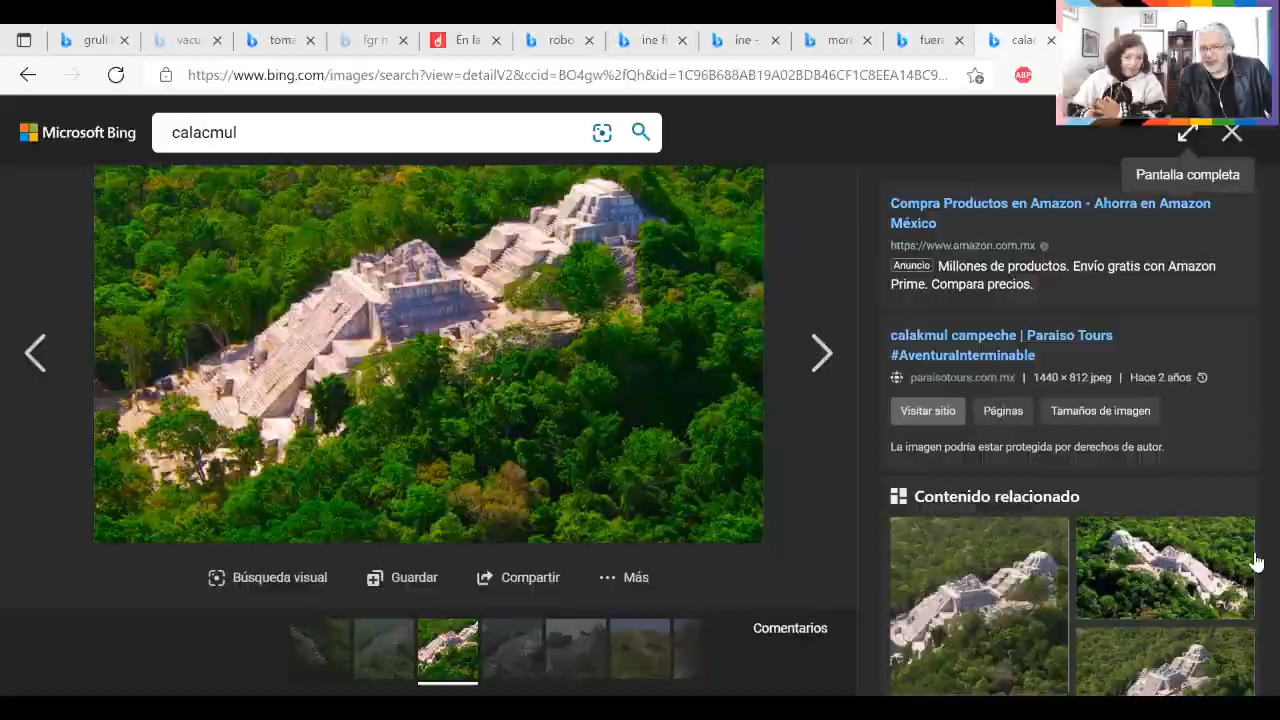 grull
vacu
toma
fgr n
En la
robo
ine fi
ine -
more
fuera
calac
https://www.bing.com/images/search?view=detailV2&ccid=BO4gw%2fQh&id=1C96B688AB19A02BDB46CF1C8EEA14BC9...
ABP
Microsoft Bing
calacmul
Pantalla completa
Compra Productos en Amazon - Ahorra en Amazon
México
https://www.amazon.com.mx
Anuncio Millones de productos. Envío gratis con Amazon
Prime. Compara precios.
calakmul campeche | Paraiso Tours
#AventuraInterminable
paraisotours.com.mx | 1440 × 812 jpeg | Hace 2 años
Visitar sitio Páginas Tamaños de imagen
La imagen podría estar protegida por derechos de autor.
Contenido relacionado
Búsqueda visual Guardar Compartir Más
Comentarios